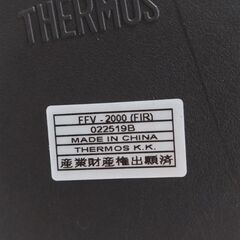 THERMOS
FFV - 2000 (FIR)
022519B
MADE IN CHINA
THERMOS K.K.
産業財産権出願済